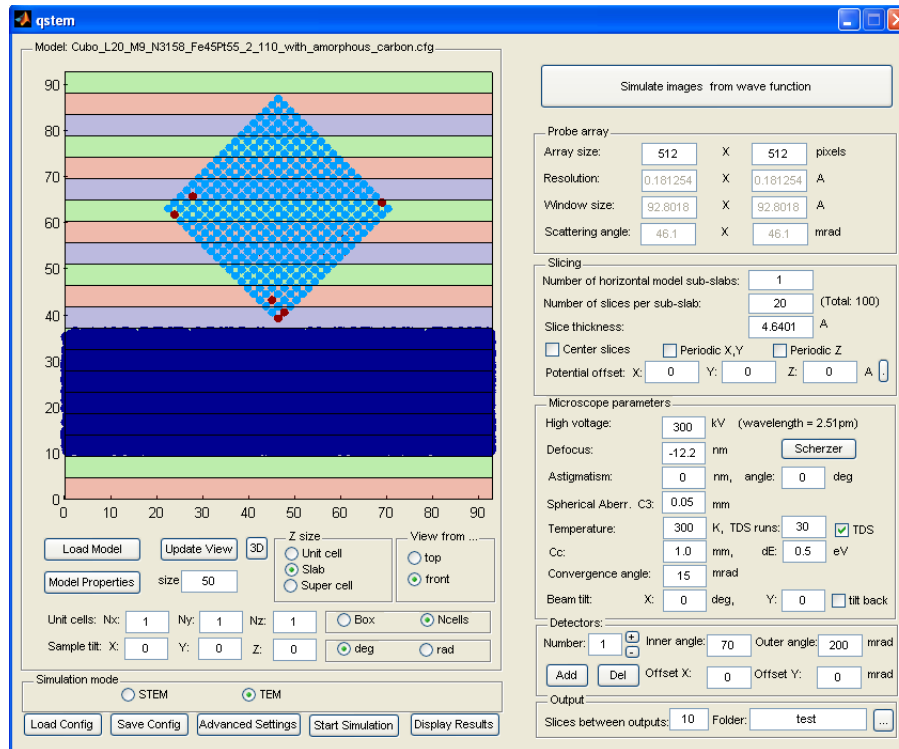 qstem
Model: Cubo_L20_M9_N3158_Fe45Pt55_2_110_with_amorphous_carbon.cfg
90
80
70
60
50
40
30
20
10
0
0 10 20 30 40 50 60 70 80 90
Load Model
Update View
3D
Model Properties
size 50
Z size
Unit cell
Slab
Super cell
View from ...
top
front
Unit cells: Nx: 1 Ny: 1 Nz: 1
Box Ncells
Sample tilt: X: 0 Y: 0 Z: 0
deg rad
Simulation mode
STEM TEM
Load Config Save Config Advanced Settings Start Simulation Display Results
Simulate images from wave function
Probe array
Array size: 512 X 512 pixels
Resolution: 0.181254 X 0.181254 A
Window size: 92.8018 X 92.8018 A
Scattering angle: 46.1 X 46.1 mrad
Slicing
Number of horizontal model sub-slabs: 1
Number of slices per sub-slab: 20 (Total: 100)
Slice thickness: 4.6401 A
Center slices Periodic X,Y Periodic Z
Potential offset: X: 0 Y: 0 Z: 0 A .
Microscope parameters
High voltage: 300 kV (wavelength = 2.51pm)
Defocus: -12.2 nm Scherzer
Astigmatism: 0 nm, angle: 0 deg
Spherical Aberr. C3: 0.05 mm
Temperature: 300 K, TDS runs: 30 TDS
Cc: 1.0 mm, dE: 0.5 eV
Convergence angle: 15 mrad
Beam tilt: X: 0 deg, Y: 0 tilt back
Detectors:
Number: 1 + - Inner angle: 70 Outer angle: 200 mrad
Add Del Offset X: 0 Offset Y: 0 mrad
Output
Slices between outputs: 10 Folder: test ...